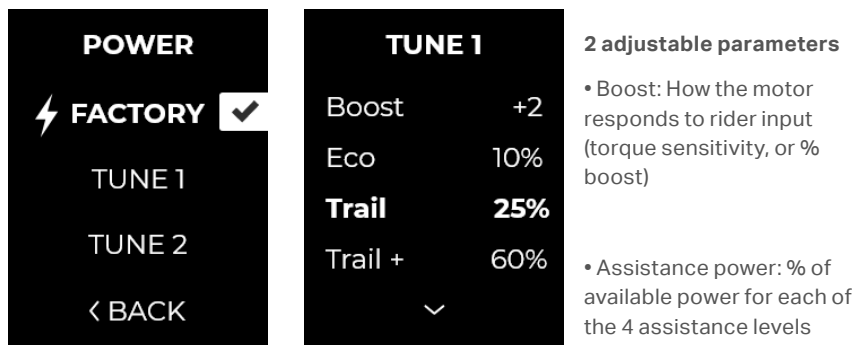 POWER
FACTORY
TUNE 1
TUNE 2
< BACK
TUNE 1
Boost +2
Eco 10%
Trail 25%
Trail + 60%
2 adjustable parameters
• Boost: How the motor
responds to rider input
(torque sensitivity, or %
boost)
• Assistance power: % of
available power for each of
the 4 assistance levels